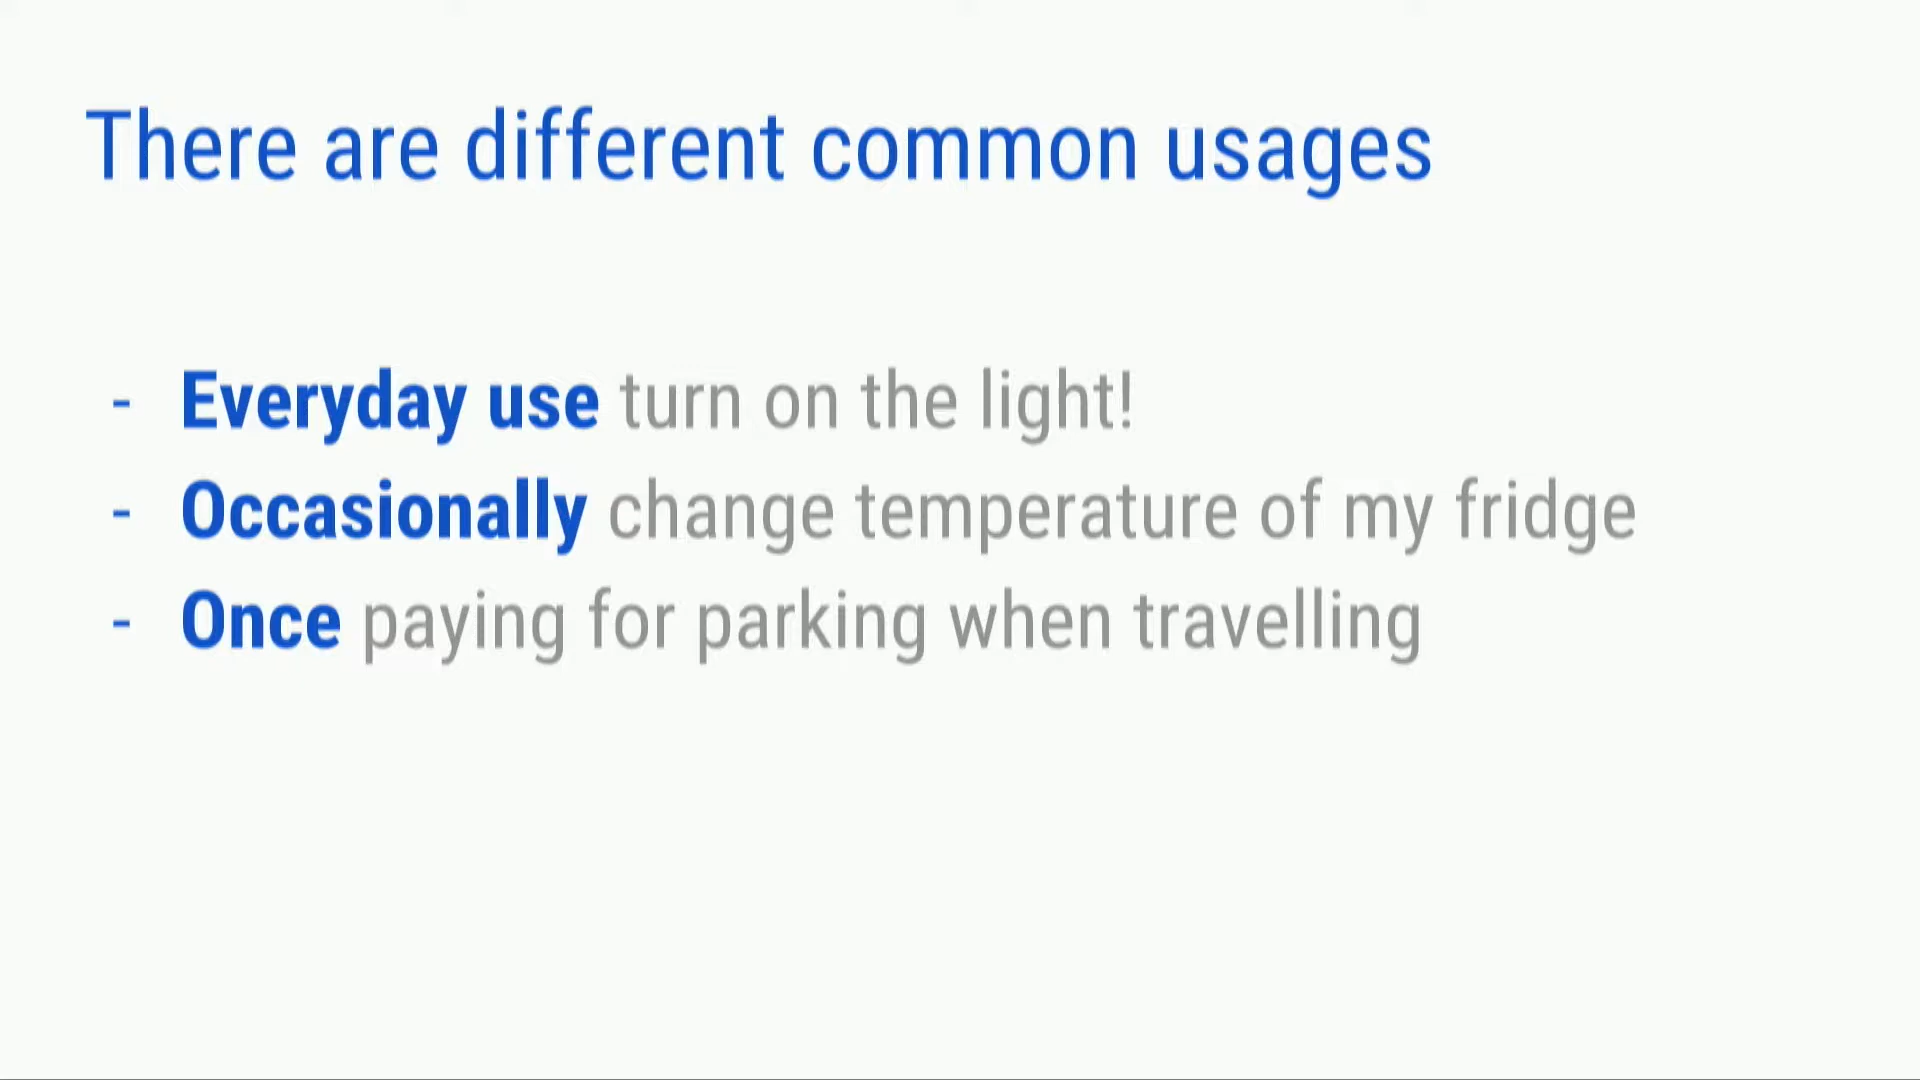 There are different common usages
- Everyday use turn on the light!
- Occasionally change temperature of my fridge
- Once paying for parking when travelling